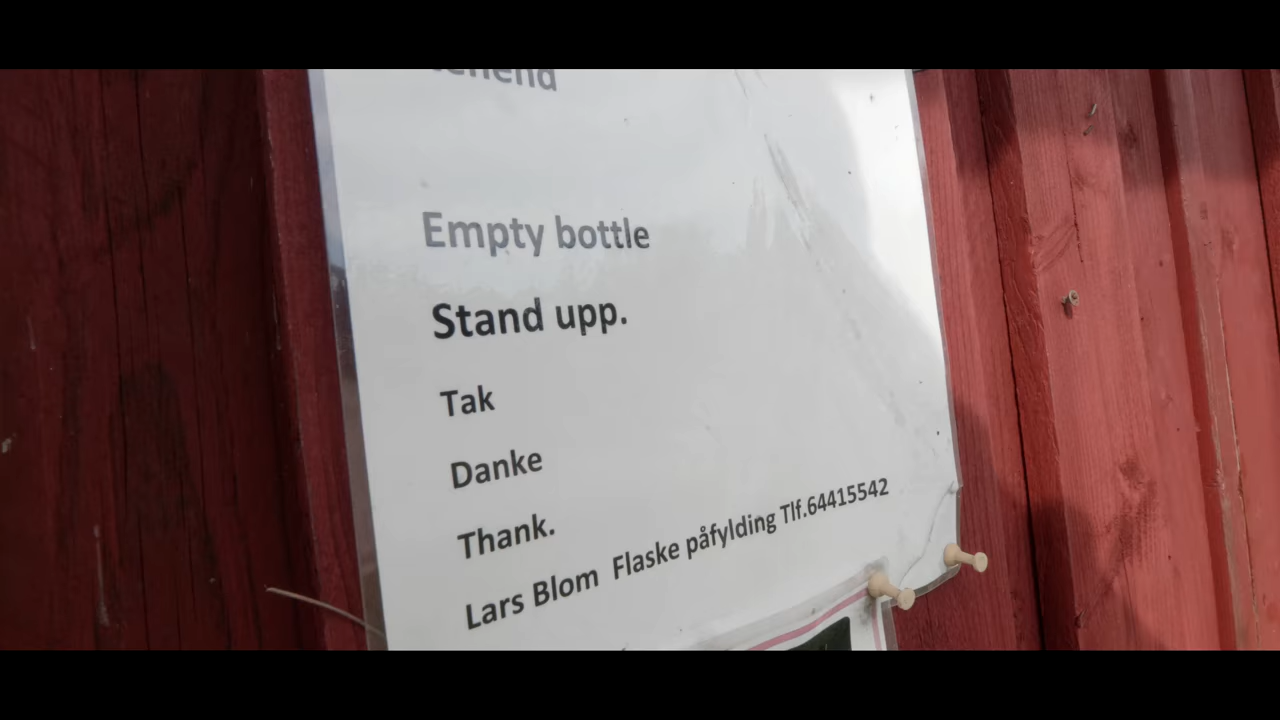 Empty bottle
Stand upp.
Tak
Danke
Thank.
Lars Blom Flaske påfylding Tlf.64415542